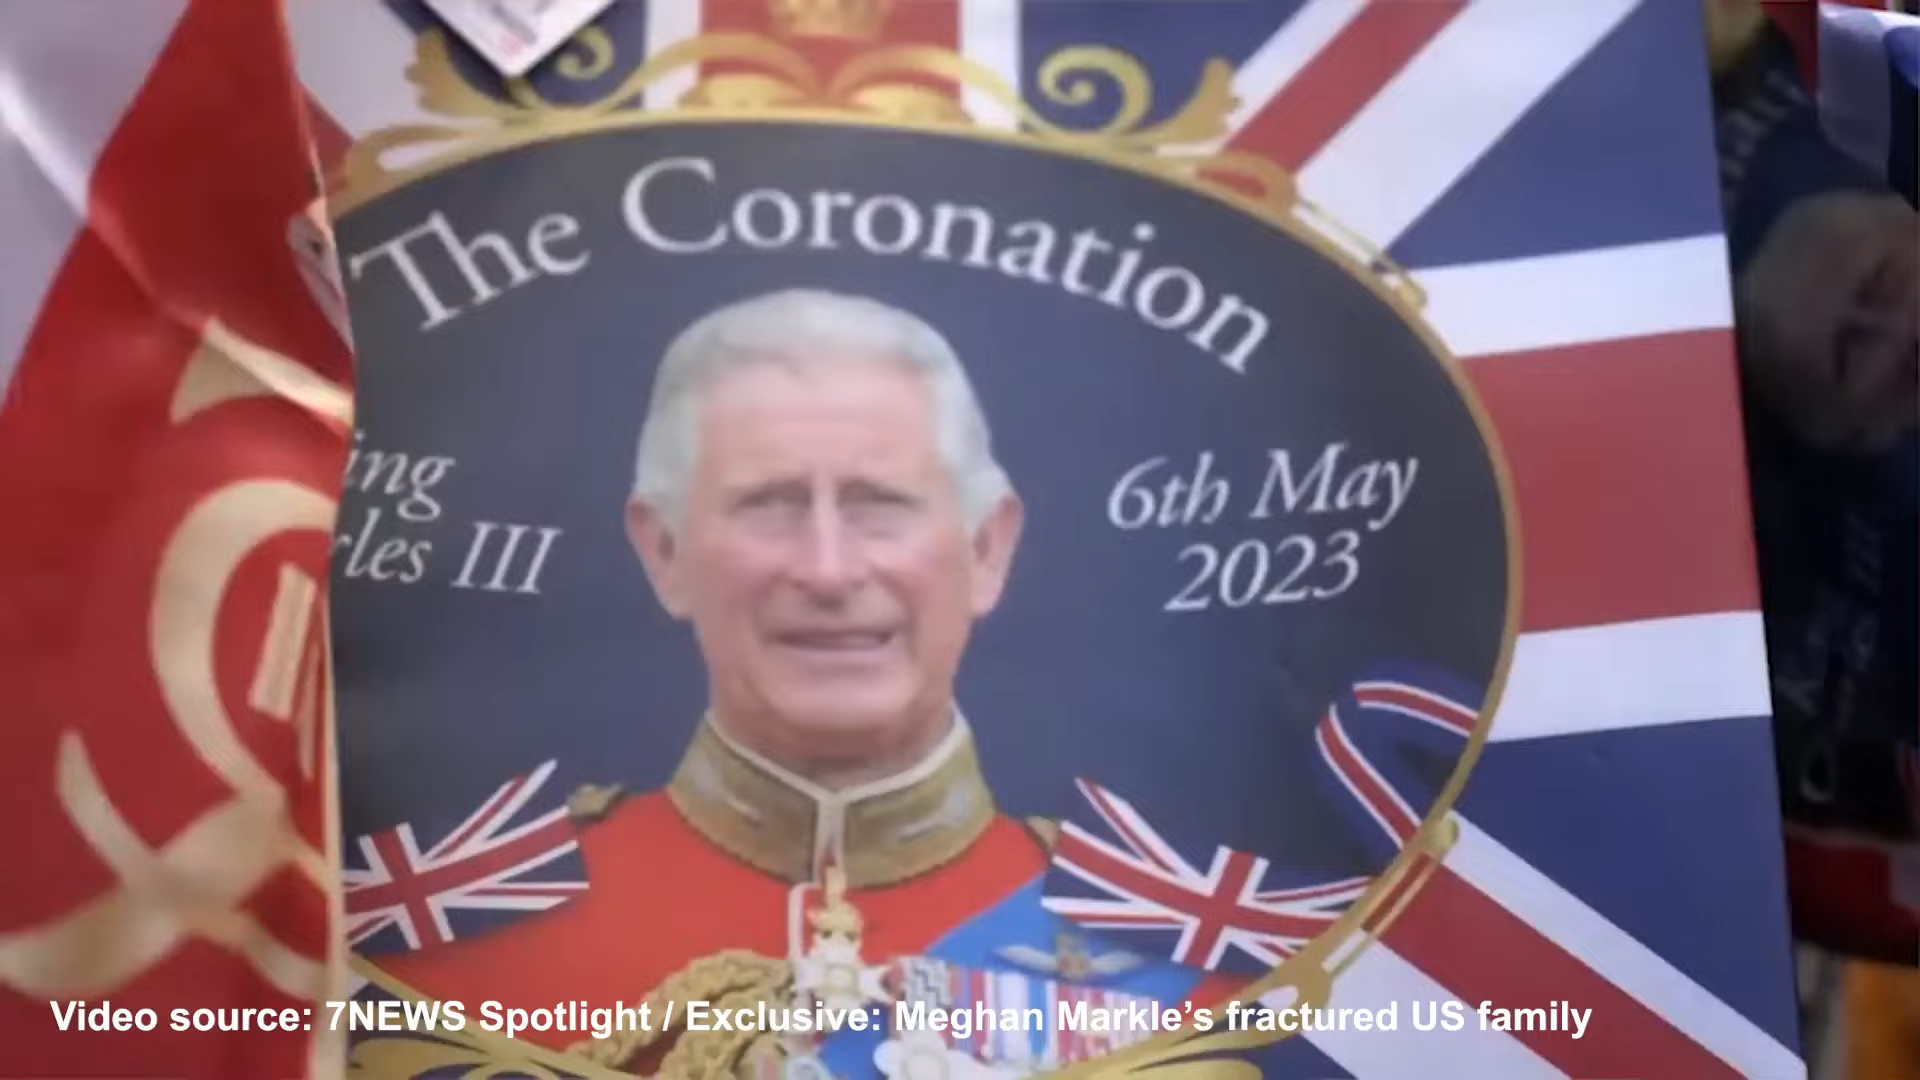 The Coronation
ing
rles III
6th May
2023
Video source: 7NEWS Spotlight / Exclusive: Meghan Markle’s fractured US family